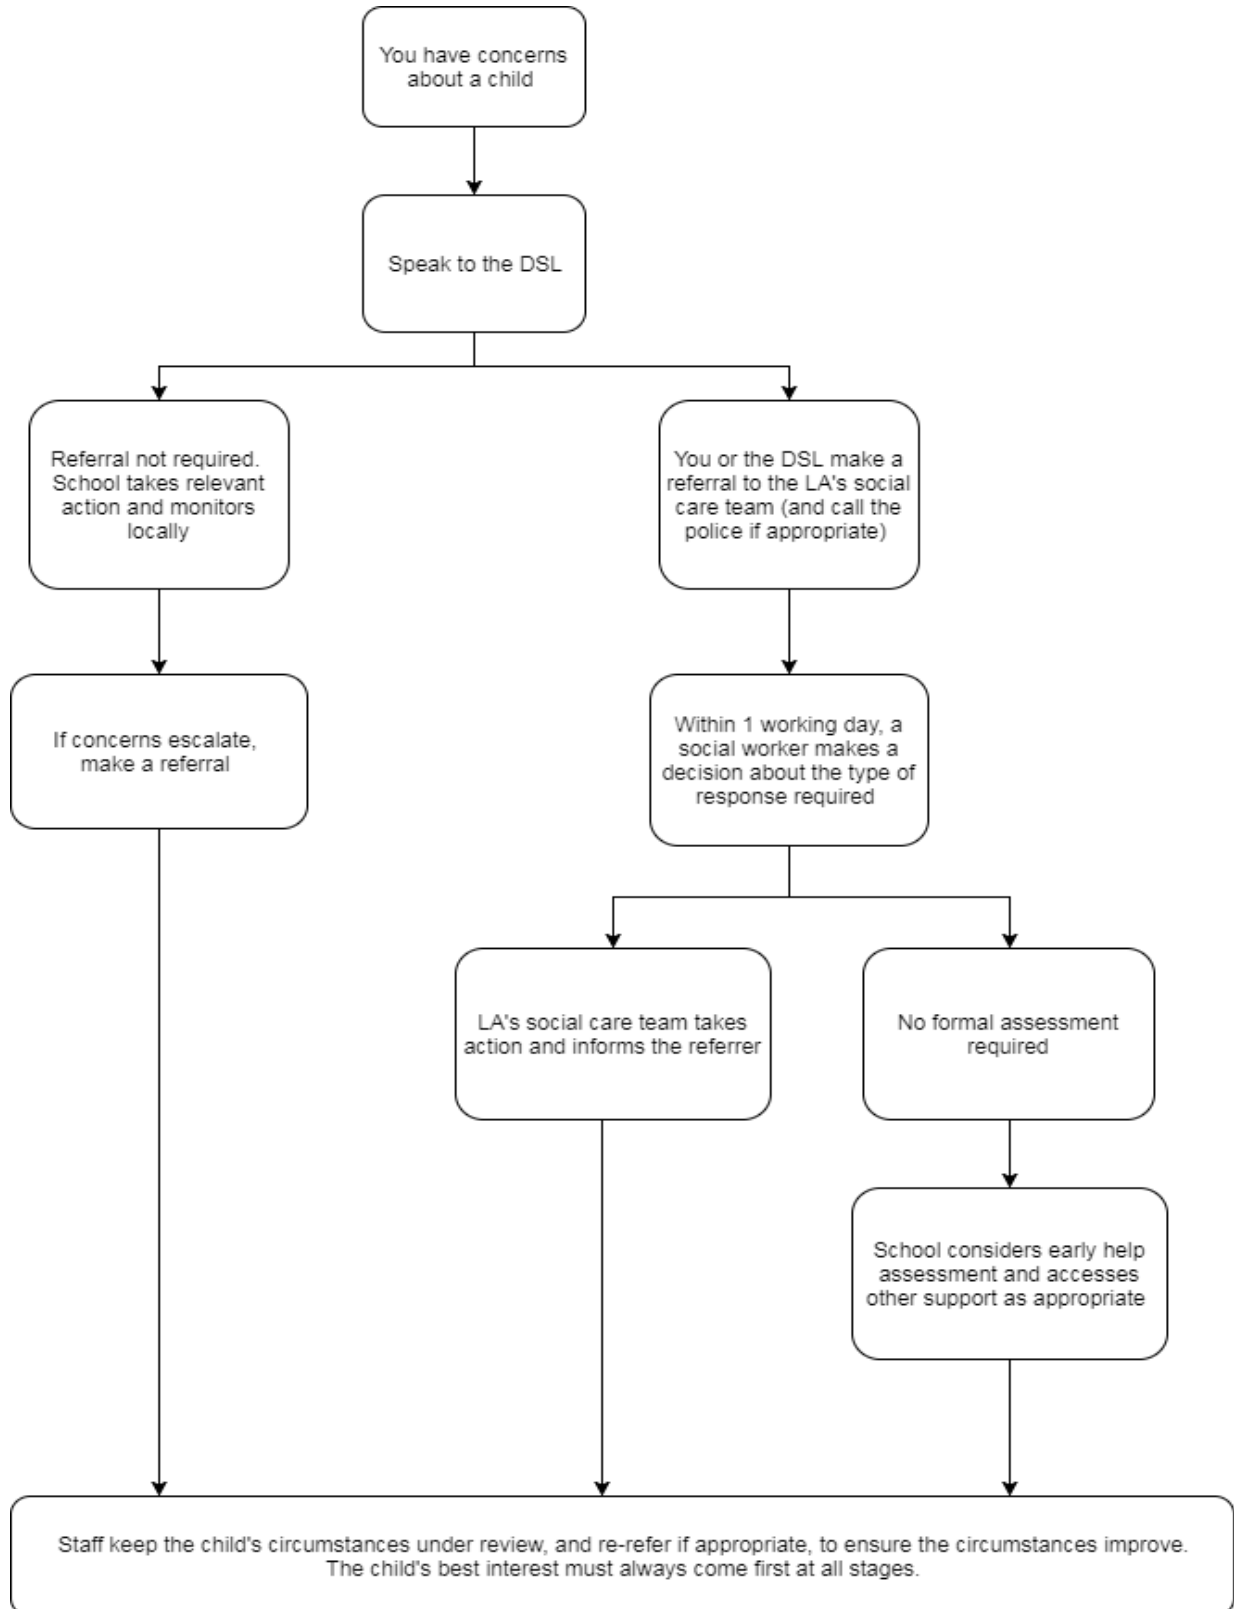 You have concerns
about a child
Speak to the DSL
Referral not required.
School takes relevant
action and monitors
locally
You or the DSL make a
referral to the LA's social
care team (and call the
police if appropriate)
If concerns escalate,
make a referral
Within 1 working day, a
social worker makes a
decision about the type of
response required
LA's social care team takes
action and informs the referrer
No formal assessment
required
School considers early help
assessment and accesses
other support as appropriate
Staff keep the child's circumstances under review, and re-refer if appropriate, to ensure the circumstances improve.
The child's best interest must always come first at all stages.